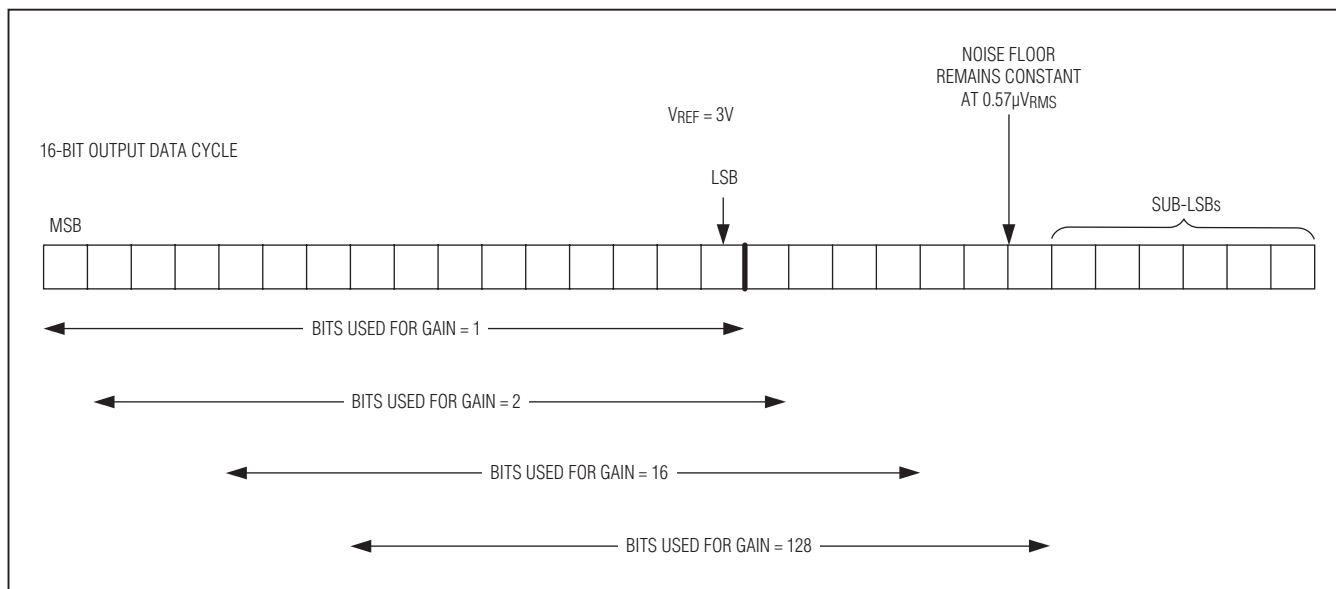 NOISE FLOOR
REMAINS CONSTANT
AT 0.57µVRMS
VREF = 3V
16-BIT OUTPUT DATA CYCLE
LSB
SUB-LSBs
MSB
BITS USED FOR GAIN = 1
BITS USED FOR GAIN = 2
BITS USED FOR GAIN = 16
BITS USED FOR GAIN = 128